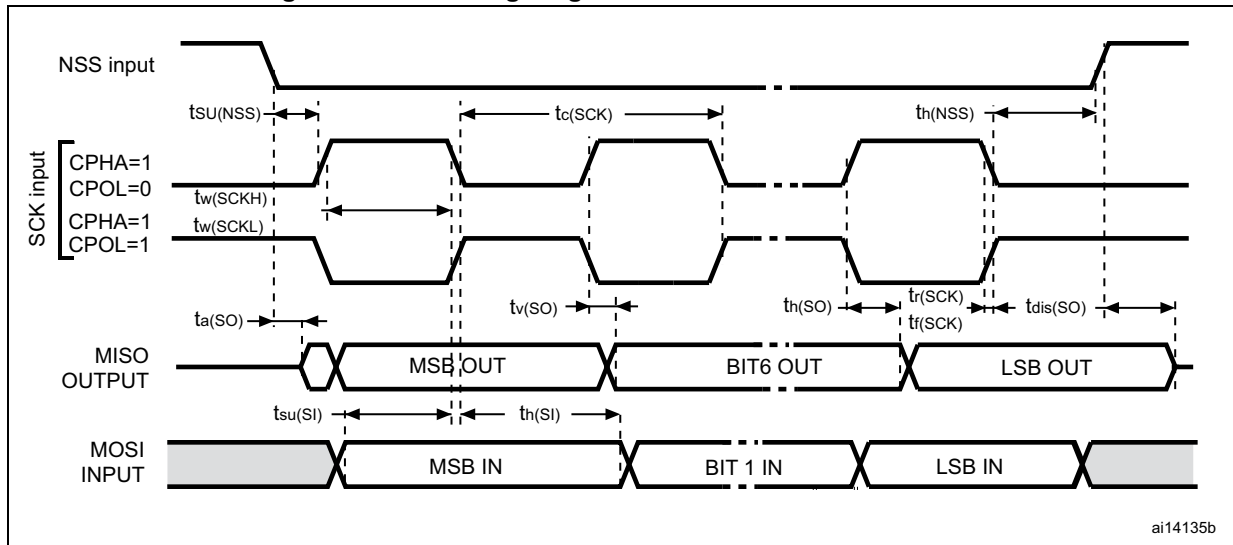 NSS input
tSU(NSS)
tc(SCK)
th(NSS)
SCK input
CPHA=1
CPOL=0
tw(SCKH)
CPHA=1
tw(SCKL)
CPOL=1
ta(SO)
tv(SO)
th(SO)
tr(SCK)
tf(SCK)
tdis(SO)
MISO
OUTPUT
MSB OUT
BIT6 OUT
LSB OUT
tsu(SI)
th(SI)
MOSI
INPUT
MSB IN
BIT 1 IN
LSB IN
ai14135b